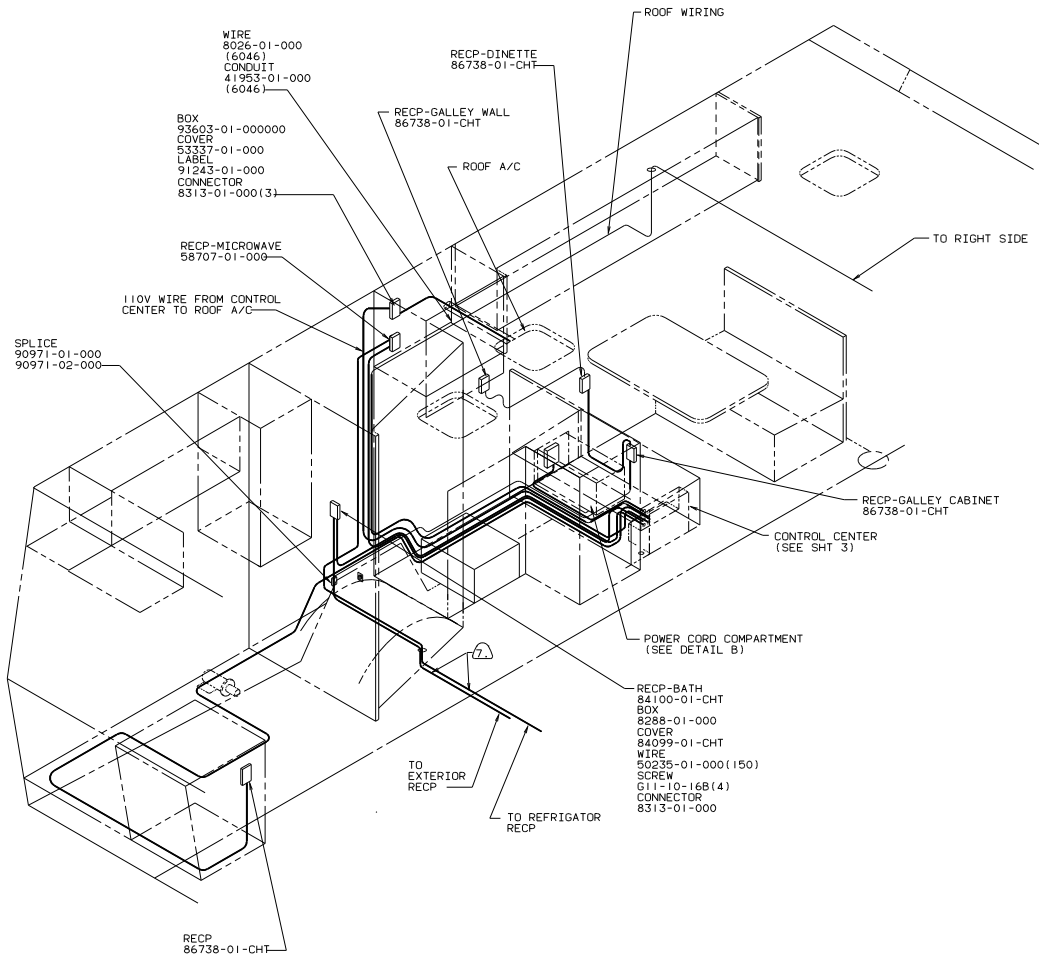 ROOF WIRING
WIRE
8026-01-000
(6046)
CONDUIT
41953-01-000
(6046)
RECP-DINETTE
86738-01-CHT
BOX
93603-01-000000
COVER
53337-01-000
LABEL
91243-01-000
CONNECTOR
8313-01-000(3)
RECP-GALLEY WALL
86738-01-CHT
ROOF A/C
RECP-MICROWAVE
58707-01-000
TO RIGHT SIDE
110V WIRE FROM CONTROL
CENTER TO ROOF A/C
SPLICE
90971-01-000
90971-02-000
RECP-GALLEY CABINET
86738-01-CHT
CONTROL CENTER
(SEE SHT 3)
POWER CORD COMPARTMENT
(SEE DETAIL B)
7.
RECP-BATH
84100-01-CHT
BOX
8288-01-000
COVER
84099-01-CHT
WIRE
50235-01-000(150)
SCREW
G11-10-16B(4)
CONNECTOR
8313-01-000
TO
EXTERIOR
RECP
TO REFRIGATOR
RECP
RECP
86738-01-CHT